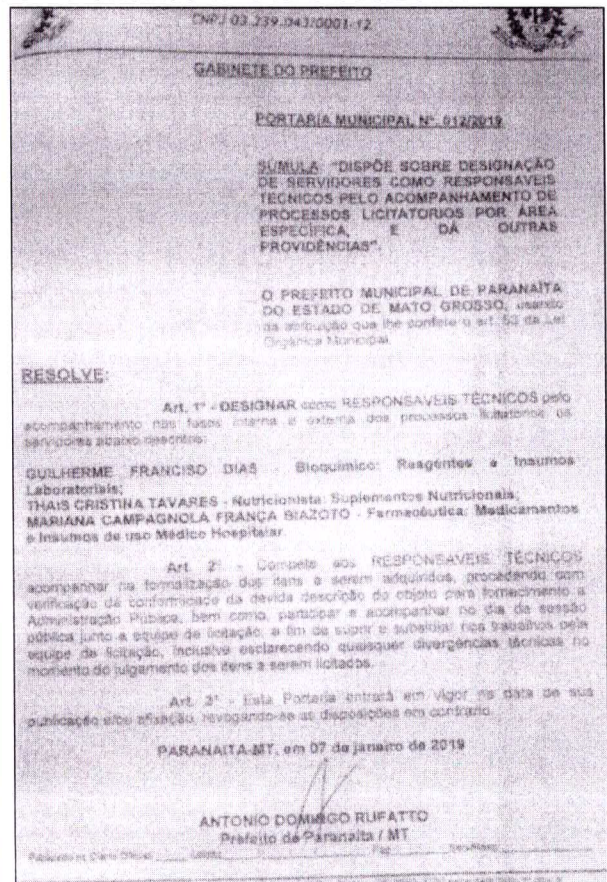 CNPJ 03.239.043/0001-12
GABINETE DO PREFEITO
PORTARIA MUNICIPAL Nº. 012/2019
SÚMULA: "DISPÕE SOBRE DESIGNAÇÃO
DE SERVIDORES COMO RESPONSAVEIS
TÉCNICOS PELO ACOMPANHAMENTO DE
PROCESSOS LICITATORIOS POR ÁREA
ESPECÍFICA, E DÁ OUTRAS
PROVIDÊNCIAS".
O PREFEITO MUNICIPAL DE PARANAÍTA
DO ESTADO DE MATO GROSSO, usando
da atribuição que lhe confere o art. 53 da Lei
Orgânica Municipal.
RESOLVE:
Art. 1º - DESIGNAR como RESPONSAVEIS TÉCNICOS pelo
acompanhamento nas fases interna e externa dos processos licitatorios os
servidores abaixo descritos:
GUILHERME FRANCISO DIAS - Bioquímico: Reagentes e Insumos
Laboratoriais;
THAIS CRISTINA TAVARES - Nutricionista: Suplementos Nutricionais;
MARIANA CAMPAGNOLA FRANÇA BIAZOTO - Farmacêutica: Medicamentos
e Insumos de uso Médico Hospitalar.
Art. 2º - Compete aos RESPONSAVEIS TÉCNICOS
acompanhar na formalização dos itens a serem adquiridos, procedendo com
verificação da conformidade da devida descrição do objeto para fornecimento a
Administração Pública, bem como, participar e acompanhar no dia da sessão
pública junto a equipe de licitação, a fim de suprir e subsidiar nos trabalhos pela
equipe de licitação, inclusive esclarecendo quaisquer divergências técnicas no
momento do julgamento dos itens a serem licitados.
Art. 3º - Esta Portaria entrará em vigor na data de sua
publicação e/ou afixação, revogando-se as disposições em contrario.
PARANAITA-MT, em 07 de janeiro de 2019
ANTONIO DOMINGO RUFATTO
Prefeito de Paranaíta / MT